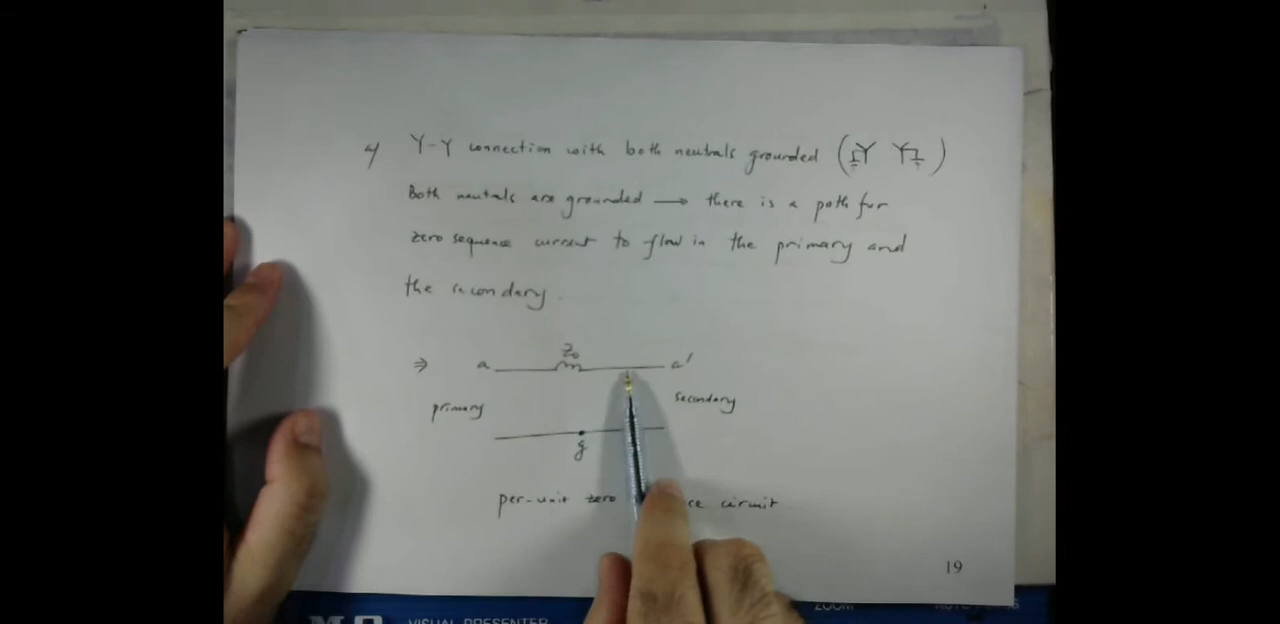 a) Y-Y connection with both neutrals grounded (Y Y)
Both neutrals are grounded → there is a path for
zero sequence current to flow in the primary and
the secondary.
Z₀
⇒ a a'
primary secondary
g
per-unit zero ce circuit
19
VISUAL PRESENTER
ZOOM